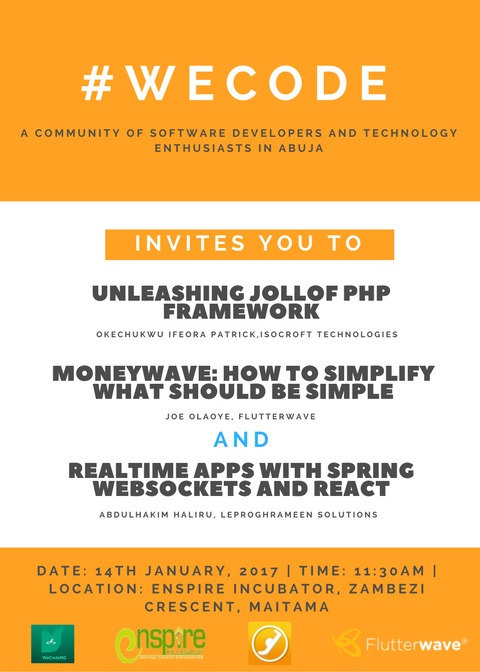 #WECODE
A COMMUNITY OF SOFTWARE DEVELOPERS AND TECHNOLOGY
ENTHUSIASTS IN ABUJA
INVITES YOU TO
UNLEASHING JOLLOF PHP
FRAMEWORK
OKECHUKWU IFEORA PATRICK,ISOCROFT TECHNOLOGIES
MONEYWAVE: HOW TO SIMPLIFY
WHAT SHOULD BE SIMPLE
JOE OLAOYE, FLUTTERWAVE
AND
REALTIME APPS WITH SPRING
WEBSOCKETS AND REACT
ABDULHAKIM HALIRU, LEPROGHRAMEEN SOLUTIONS
DATE: 14TH JANUARY, 2017 | TIME: 11:30AM |
LOCATION: ENSPIRE INCUBATOR, ZAMBEZI
CRESCENT, MAITAMA
WeCodeNG
enspire
Flutterwave®